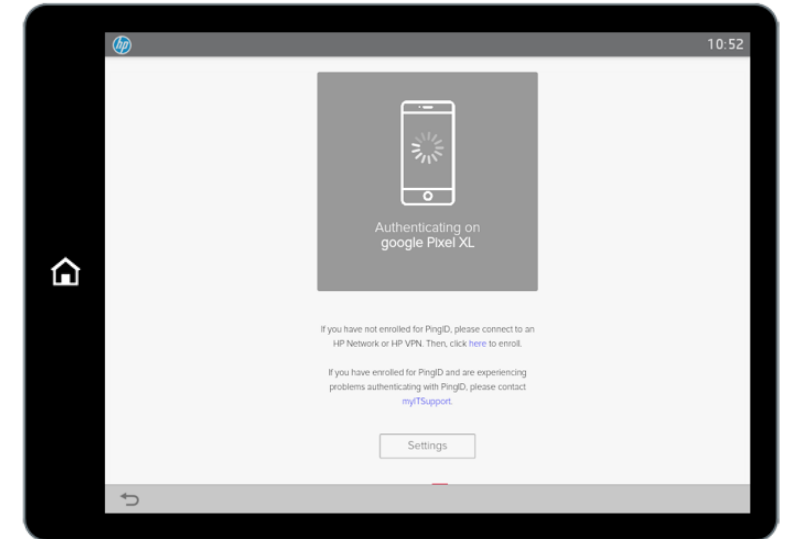 hp
10:52
Authenticating on
google Pixel XL
If you have not enrolled for PingID, please connect to an
HP Network or HP VPN. Then, click here to enroll.
If you have enrolled for PingID and are experiencing
problems authenticating with PingID, please contact
myITSupport.
Settings